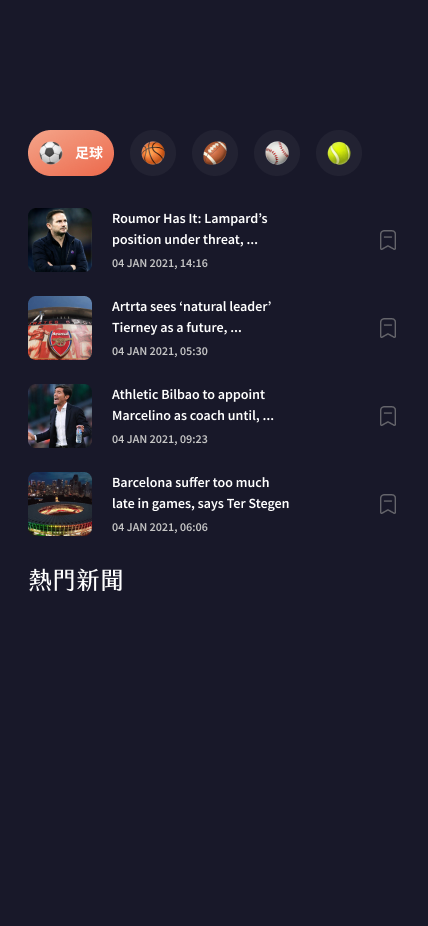 足球
Roumor Has It: Lampard’s
position under threat, ...
04 JAN 2021, 14:16
Artrta sees ‘natural leader’
Tierney as a future, ...
04 JAN 2021, 05:30
Athletic Bilbao to appoint
Marcelino as coach until, ...
04 JAN 2021, 09:23
Barcelona suffer too much
late in games, says Ter Stegen
04 JAN 2021, 06:06
熱門新聞